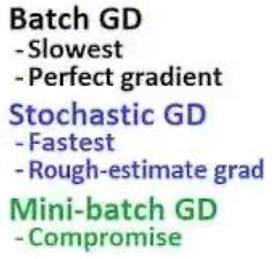 Batch GD
- Slowest
- Perfect gradient
Stochastic GD
- Fastest
- Rough-estimate grad
Mini-batch GD
- Compromise